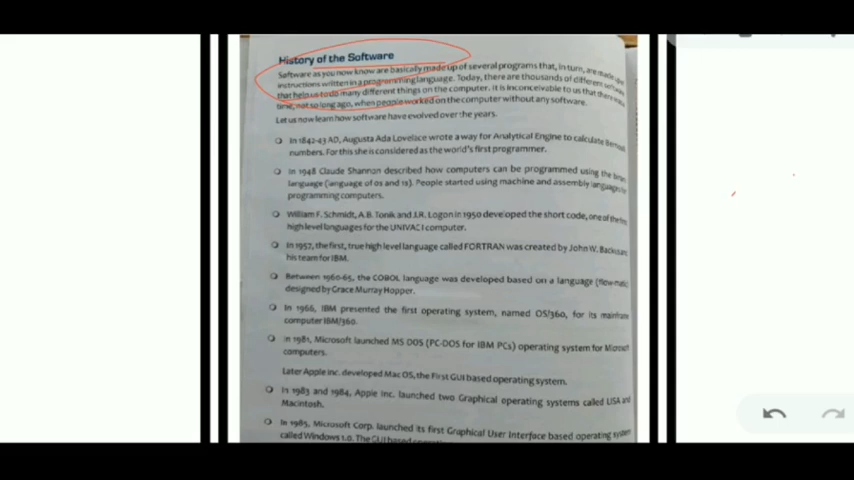 History of the Software
Software as you now know are basically made up of several programs that, in turn, are made
instructions written in a programming language. Today, there are thousands of different
that help us to do many different things on the computer. It is inconceivable to us that there
time, not so long ago, when people worked on the computer without any software.
Let us now learn how software have evolved over the years.
In 1842-43 AD, Augusta Ada Lovelace wrote a way for Analytical Engine to calculate
numbers. For this she is considered as the world's first programmer.
In 1948 Claude Shannon described how computers can be programmed using the
language (language of 0s and 1s). People started using machine and assembly language
programming computers.
William F. Schmidt, A.B. Tonik and J.R. Logon in 1950 developed the short code, one of the
high level languages for the UNIVAC I computer.
In 1957, the first, true high level language called FORTRAN was created by John W.
his team for IBM.
Between 1960-65, the COBOL language was developed based on a language
designed by Grace Murray Hopper.
In 1966, IBM presented the first operating system, named OS/360, for its mainframe
computer IBM/360.
In 1981, Microsoft launched MS DOS (PC-DOS for IBM PCs) operating system for
computers.
Later Apple Inc. developed Mac OS, the First GUI based operating system.
In 1983 and 1984, Apple Inc. launched two Graphical operating systems called LISA and
Macintosh.
In 1985, Microsoft Corp. launched its first Graphical User Interface based operating system
called Windows 1.0. The GUI based